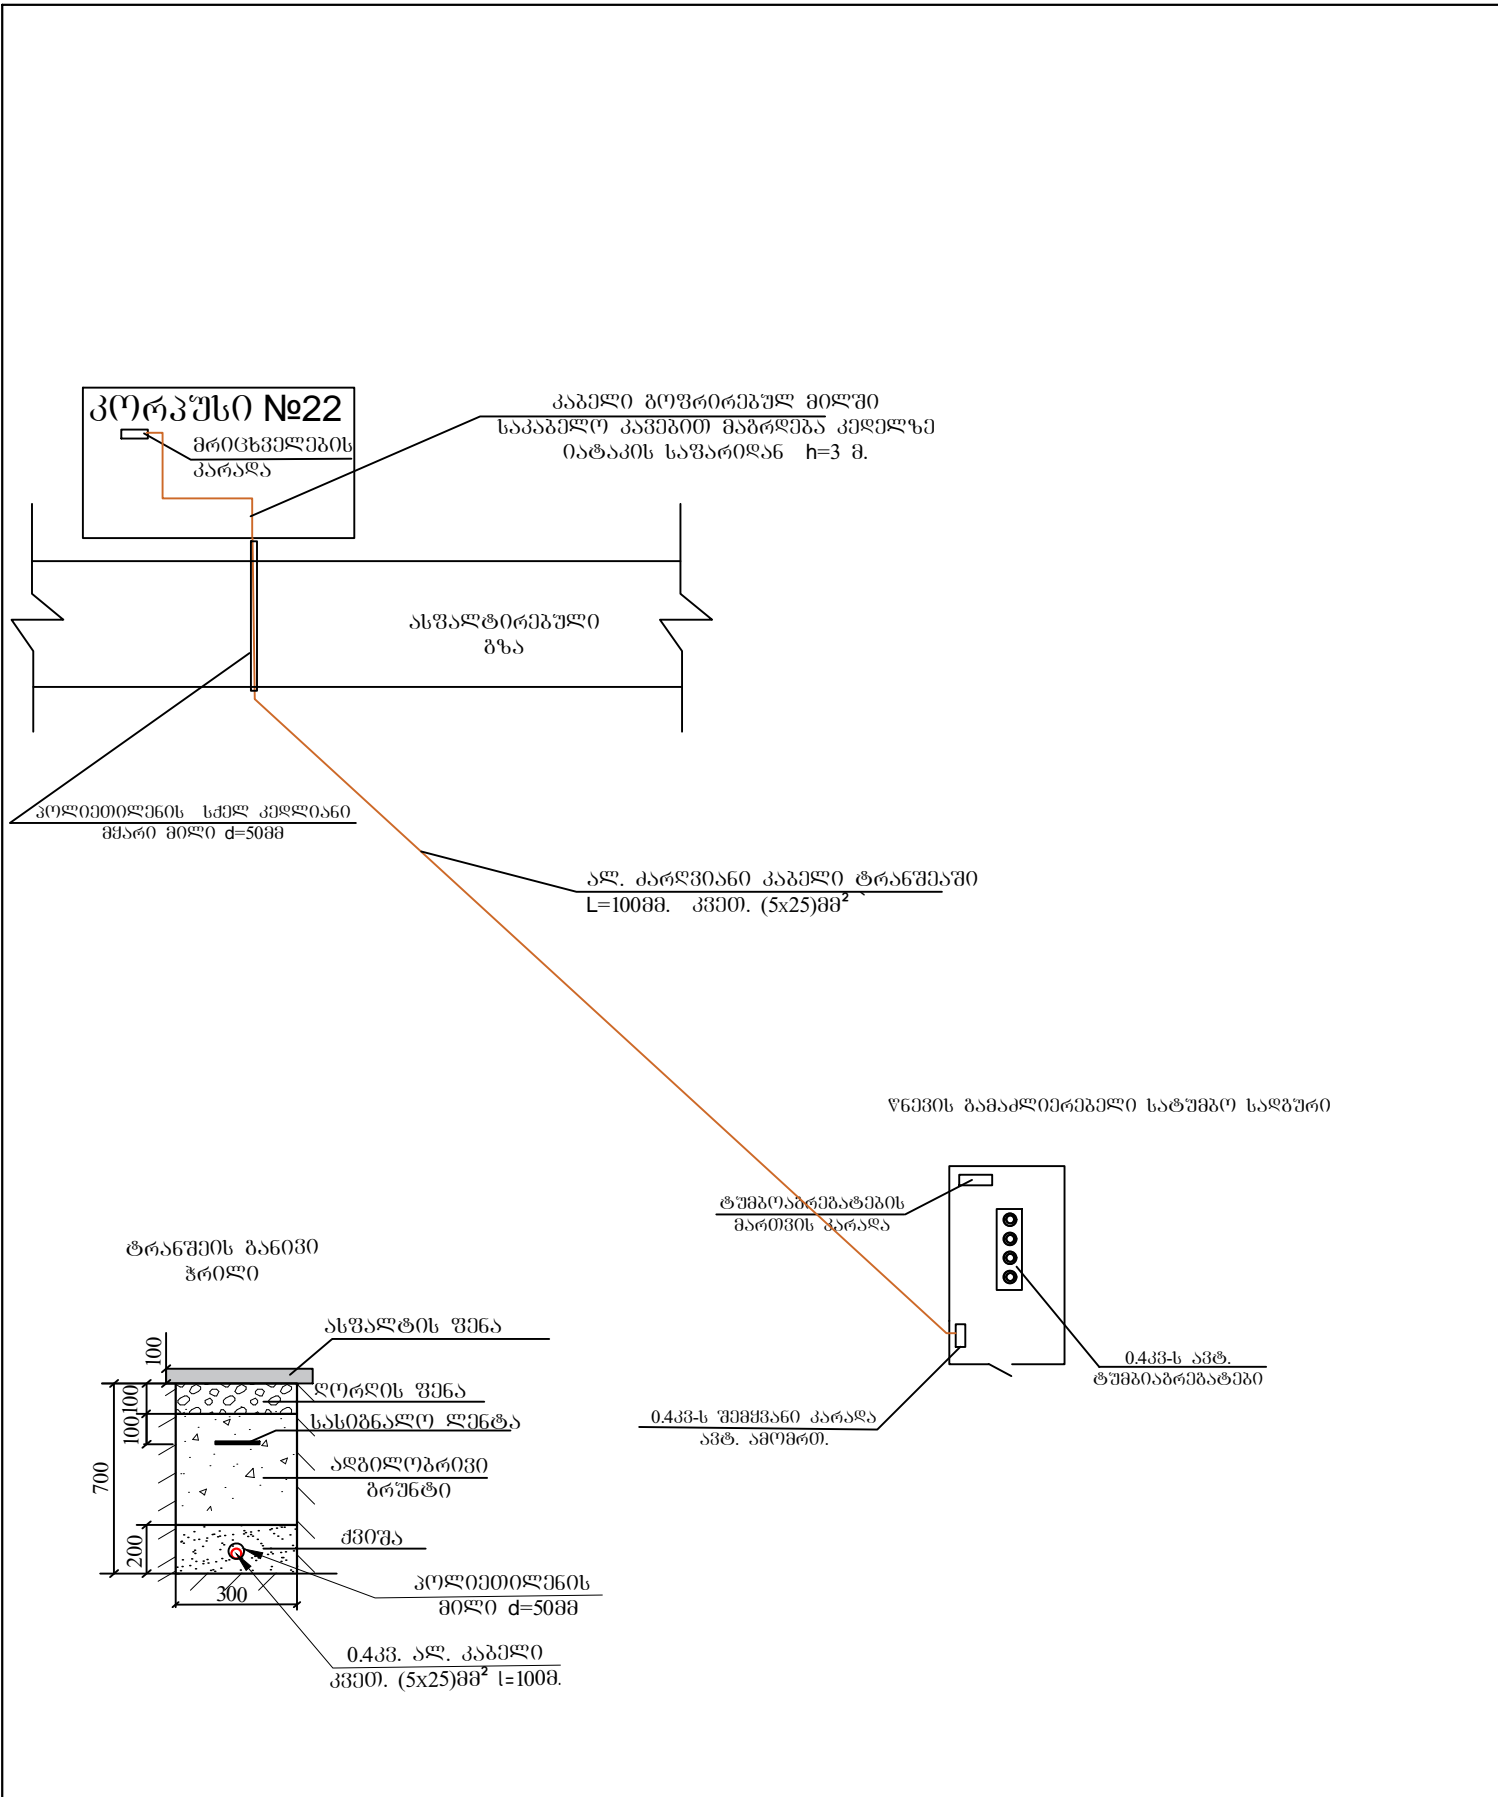 კორპუსი №22
მრიცხველების
კარადა
კაბელი გოფრირებულ მილში
საკაბელო კავებით მაგრდება კედელზე
იატაკის საფარიდან h=3 მ.
ასფალტირებული
გზა
პოლიეთილენის სქელ კედლიანი
მყარი მილი d=50მმ
ალ. ძარღვიანი კაბელი ტრანშეაში
L=100მმ. კვეთ. (5x25)მმ² `
წნევის გამაძლიერებელი სატუმბო სადგური
ტუმბოაგრეგატების
მართვის კარადა
0.4კვ-ს ავტ.
ტუმბიაგრეგატები
0.4კვ-ს შემყვანი კარადა
ავტ. ამომრთ.
ტრანშეის განივი
ჭრილი
ასფალტის ფენა
ღორღის ფენა
სასიგნალო ლენტა
ადგილობრივი
გრუნტი
ქვიშა
პოლიეთილენის
მილი d=50მმ
0.4კვ. ალ. კაბელი
კვეთ. (5x25)მმ² l=100მ.
100
100
100
700
200
300